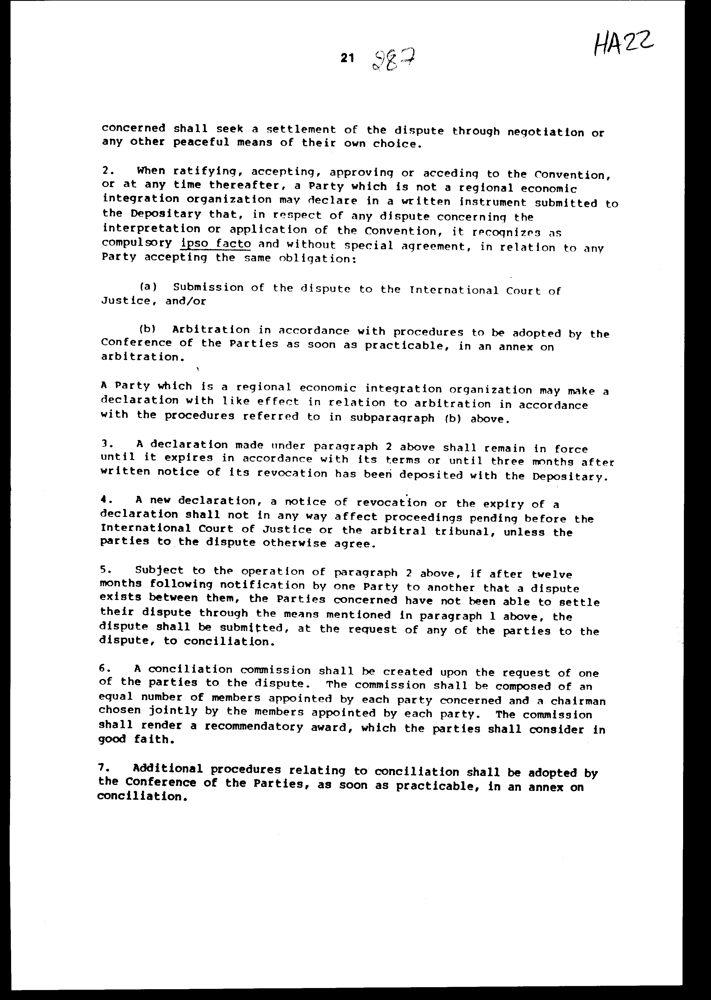 HA22
21 287
concerned shall seek a settlement of the dispute through negotiation or
any other peaceful means of their own choice.
2. When ratifying, accepting, approving or acceding to the Convention,
or at any time thereafter, a Party which is not a regional economic
integration organization may declare in a written instrument submitted to
the Depositary that, in respect of any dispute concerning the
interpretation or application of the Convention, it recognizes as
compulsory ipso facto and without special agreement, in relation to any
Party accepting the same obligation:
(a) Submission of the dispute to the International Court of
Justice, and/or
(b) Arbitration in accordance with procedures to be adopted by the
Conference of the Parties as soon as practicable, in an annex on
arbitration.
A Party which is a regional economic integration organization may make a
declaration with like effect in relation to arbitration in accordance
with the procedures referred to in subparagraph (b) above.
3. A declaration made under paragraph 2 above shall remain in force
until it expires in accordance with its terms or until three months after
written notice of its revocation has been deposited with the Depositary.
4. A new declaration, a notice of revocation or the expiry of a
declaration shall not in any way affect proceedings pending before the
International Court of Justice or the arbitral tribunal, unless the
parties to the dispute otherwise agree.
5. Subject to the operation of paragraph 2 above, if after twelve
months following notification by one Party to another that a dispute
exists between them, the Parties concerned have not been able to settle
their dispute through the means mentioned in paragraph 1 above, the
dispute shall be submitted, at the request of any of the parties to the
dispute, to conciliation.
6. A conciliation commission shall be created upon the request of one
of the parties to the dispute. The commission shall be composed of an
equal number of members appointed by each party concerned and a chairman
chosen jointly by the members appointed by each party. The commission
shall render a recommendatory award, which the parties shall consider in
good faith.
7. Additional procedures relating to conciliation shall be adopted by
the Conference of the Parties, as soon as practicable, in an annex on
conciliation.